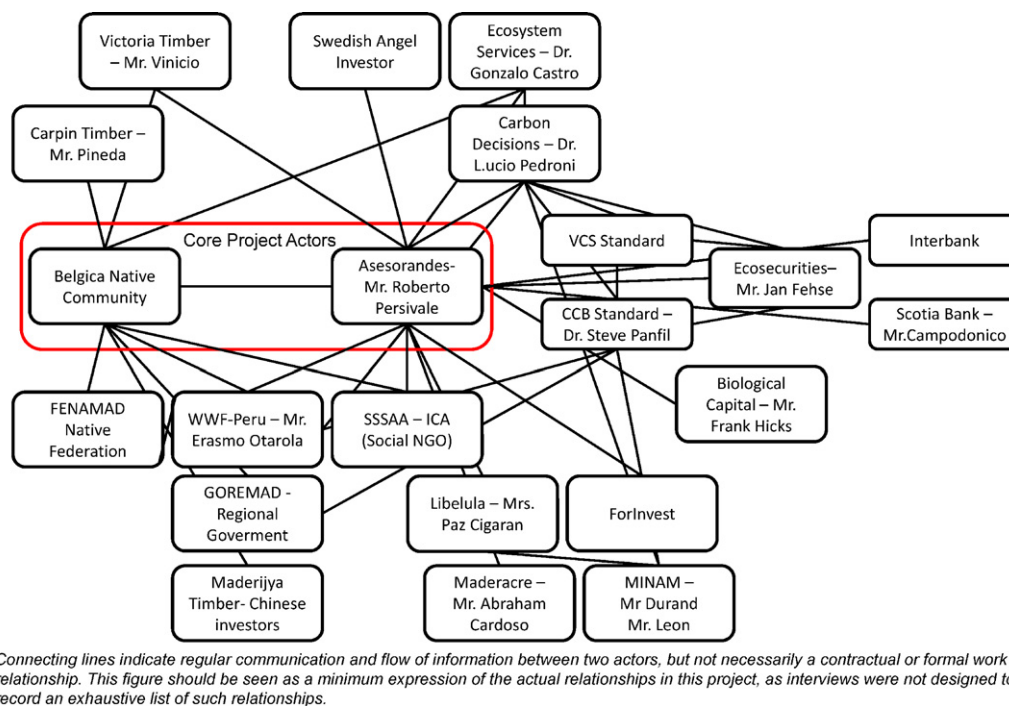 Victoria Timber
– Mr. Vinicio
Swedish Angel
Investor
Ecosystem
Services – Dr.
Gonzalo Castro
Carpin Timber –
Mr. Pineda
Carbon
Decisions – Dr.
L.ucio Pedroni
Core Project Actors
Belgica Native
Community
Asesorandes-
Mr. Roberto
Persivale
VCS Standard
Interbank
Ecosecurities–
Mr. Jan Fehse
CCB Standard –
Dr. Steve Panfil
Scotia Bank –
Mr.Campodonico
Biological
Capital – Mr.
Frank Hicks
FENAMAD
Native
Federation
WWF-Peru – Mr.
Erasmo Otarola
SSSAA – ICA
(Social NGO)
GOREMAD -
Regional
Goverment
Libelula – Mrs.
Paz Cigaran
ForInvest
Maderijya
Timber- Chinese
investors
Maderacre –
Mr. Abraham
Cardoso
MINAM –
Mr Durand
Mr. Leon
Connecting lines indicate regular communication and flow of information between two actors, but not necessarily a contractual or formal work
relationship. This figure should be seen as a minimum expression of the actual relationships in this project, as interviews were not designed to
record an exhaustive list of such relationships.